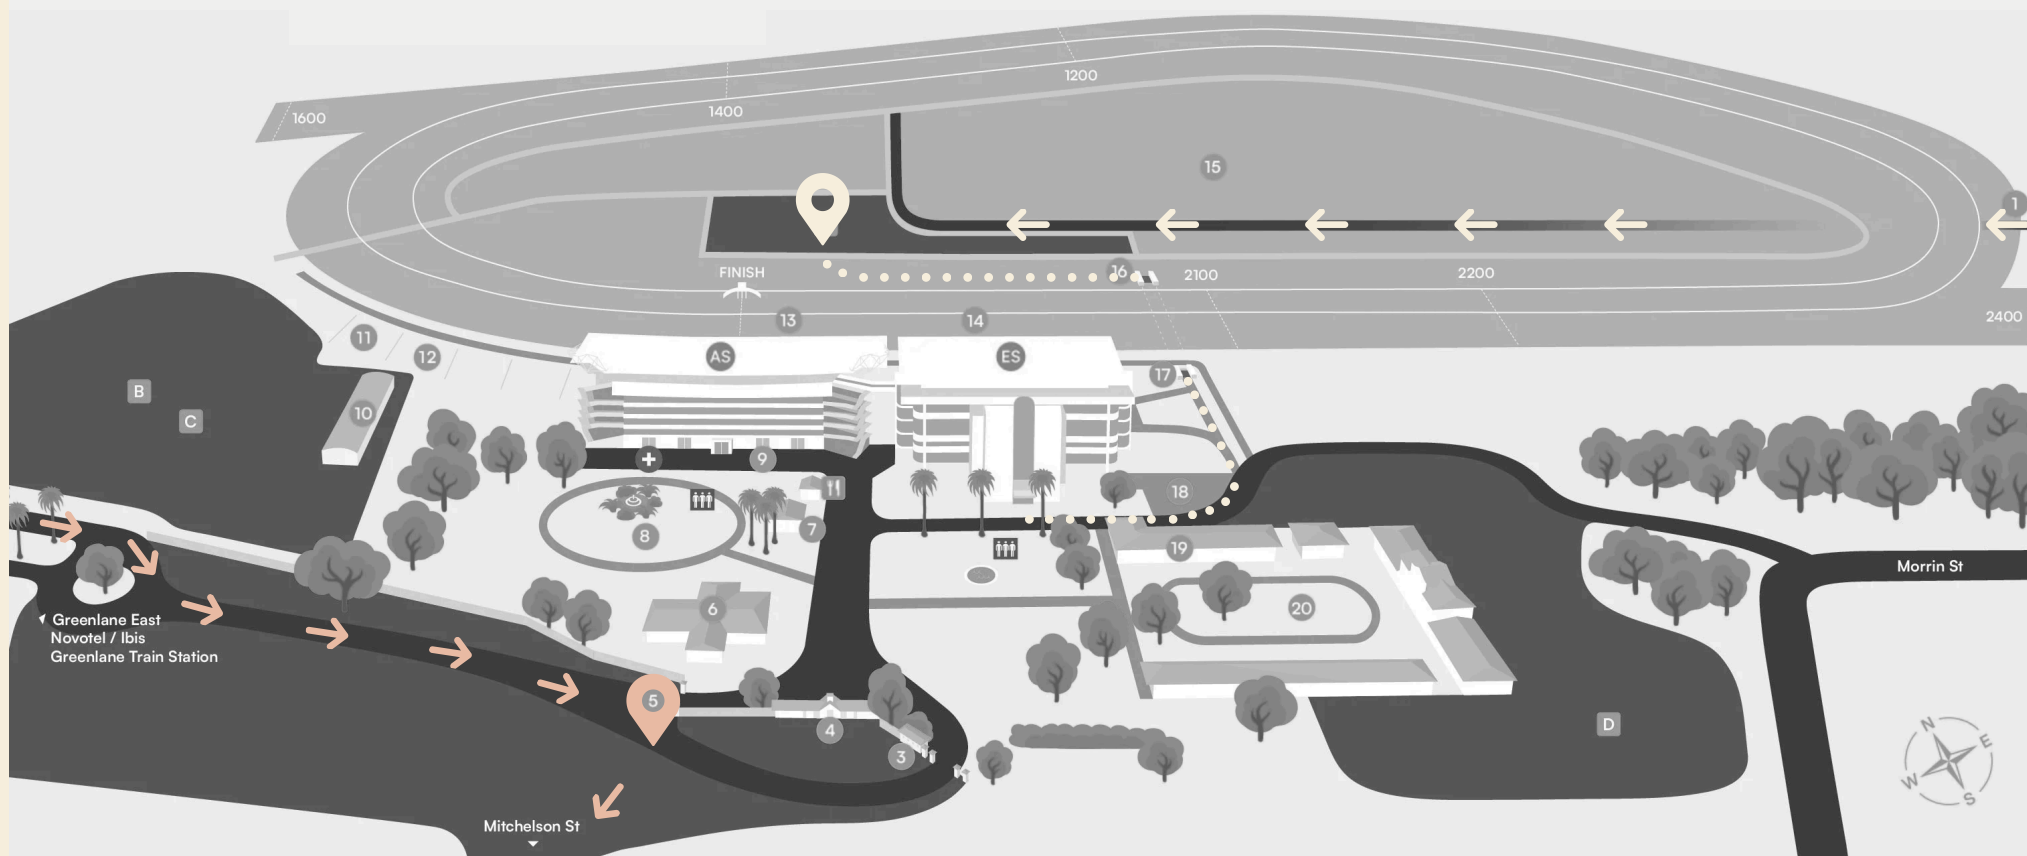 1200
1400
1600
15
1
FINISH
16
2100
2200
2400
13
14
11
12
AS
ES
17
B
C
10
9
18
8
7
19
Morrin St
6
20
Greenlane East
Novotel / Ibis
Greenlane Train Station
5
4
3
D
N
E
W
S
Mitchelson St